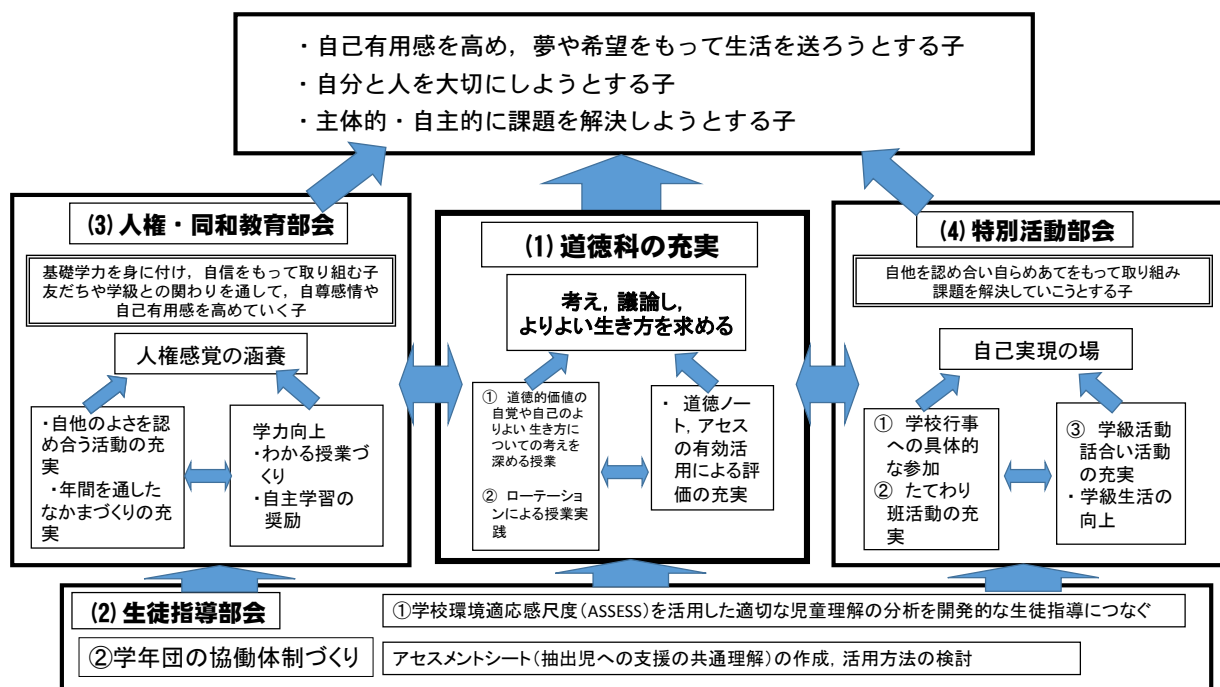 ・自己有用感を高め，夢や希望をもって生活を送ろうとする子
・自分と人を大切にしようとする子
・主体的・自主的に課題を解決しようとする子
(3) 人権・同和教育部会
基礎学力を身に付け，自信をもって取り組む子
友だちや学級との関わりを通して，自尊感情や
自己有用感を高めていく子
人権感覚の涵養
・自他のよさを認
め合う活動の充
実
・年間を通した
なかまづくりの充
実
学力向上
・わかる授業づ
くり
・自主学習の
奨励
(1) 道徳科の充実
考え，議論し，
よりよい生き方を求める
① 道徳的価値の
自覚や自己のよ
りよい 生き方に
ついての考えを
深める授業
② ローテーショ
ンによる授業実
践
・ 道徳ノー
ト，アセス
の有効活
用による評
価の充実
(4) 特別活動部会
自他を認め合い自らめあてをもって取り組み
課題を解決していこうとする子
自己実現の場
① 学校行事
への具体的
な参加
② たてわり
班活動の充
実
③ 学級活動
話合い活動
の充実
・学級生活の
向上
(2) 生徒指導部会
①学校環境適応感尺度（ASSESS）を活用した適切な児童理解の分析を開発的な生徒指導につなぐ
②学年団の協働体制づくり
アセスメントシート（抽出児への支援の共通理解）の作成，活用方法の検討